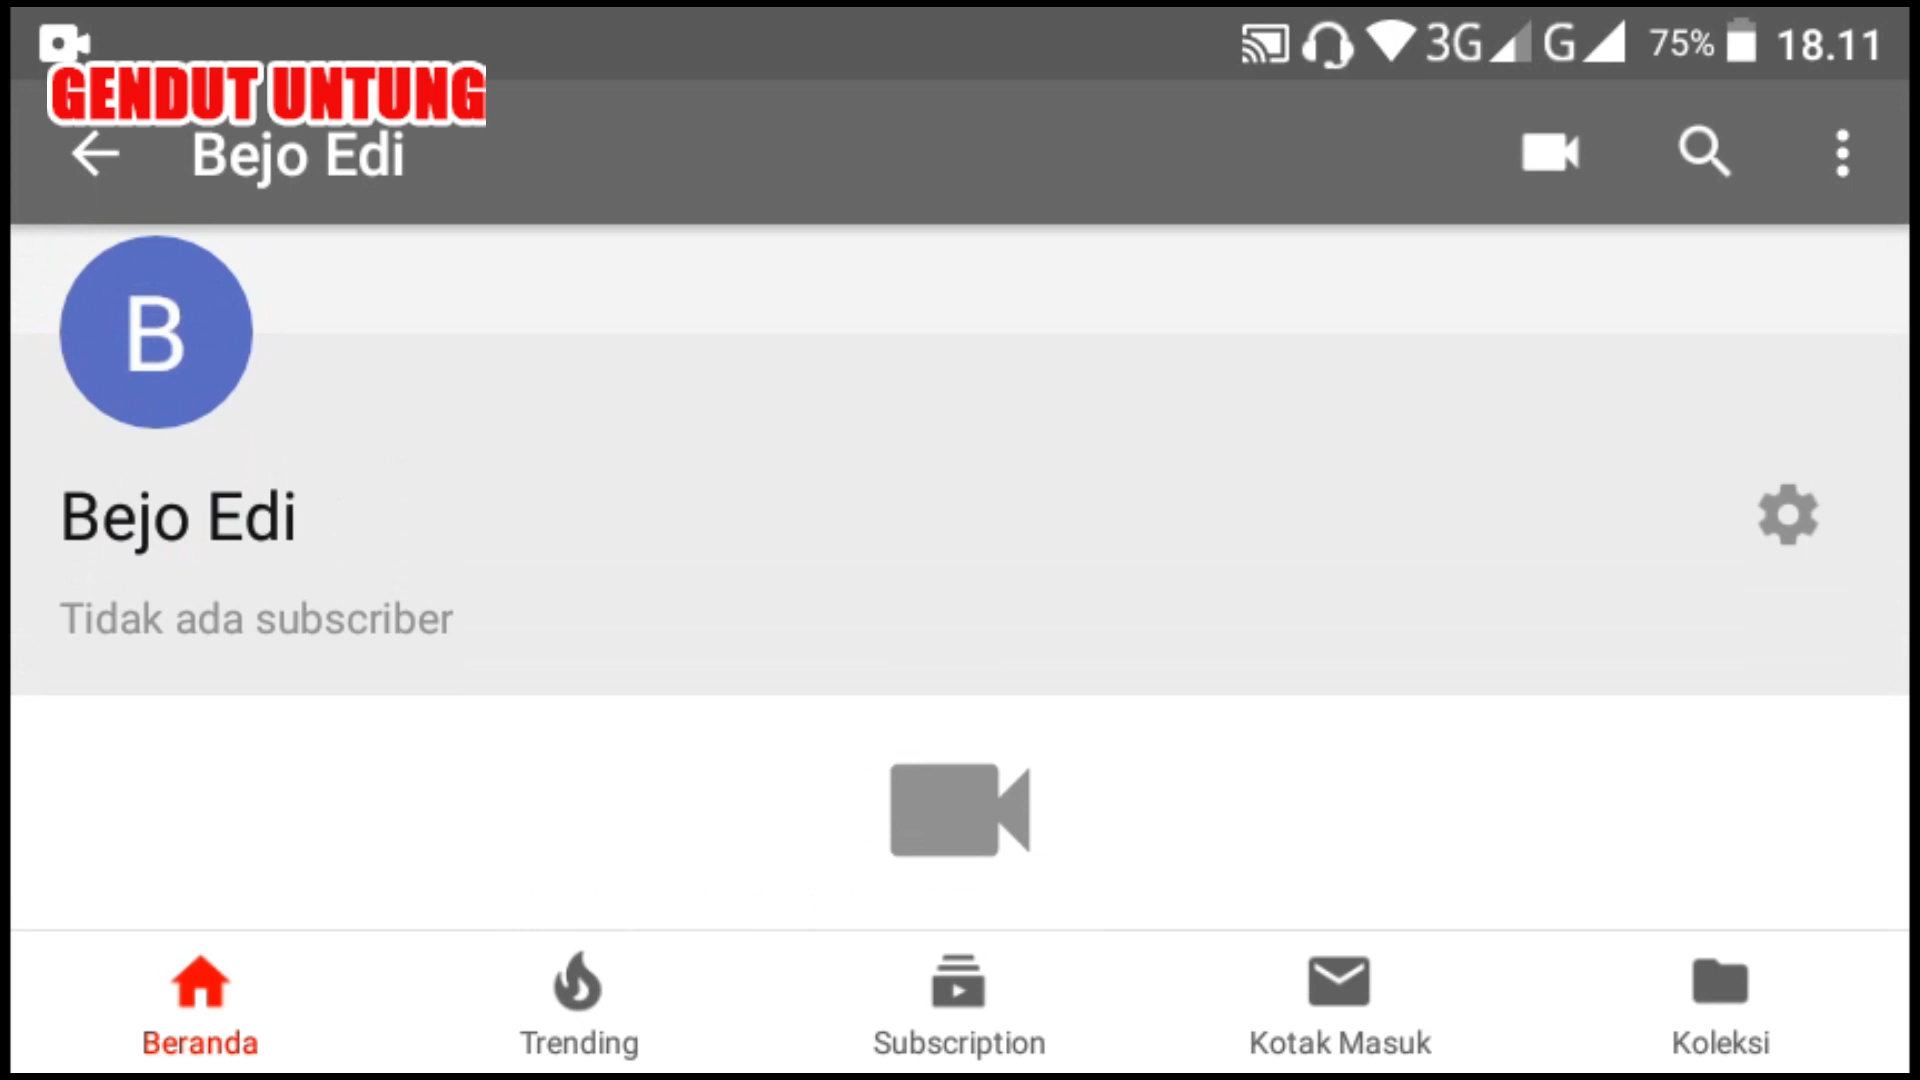 3G G 75% 18.11
GENDUT UNTUNG
Bejo Edi
B
Bejo Edi
Tidak ada subscriber
Beranda Trending Subscription Kotak Masuk Koleksi